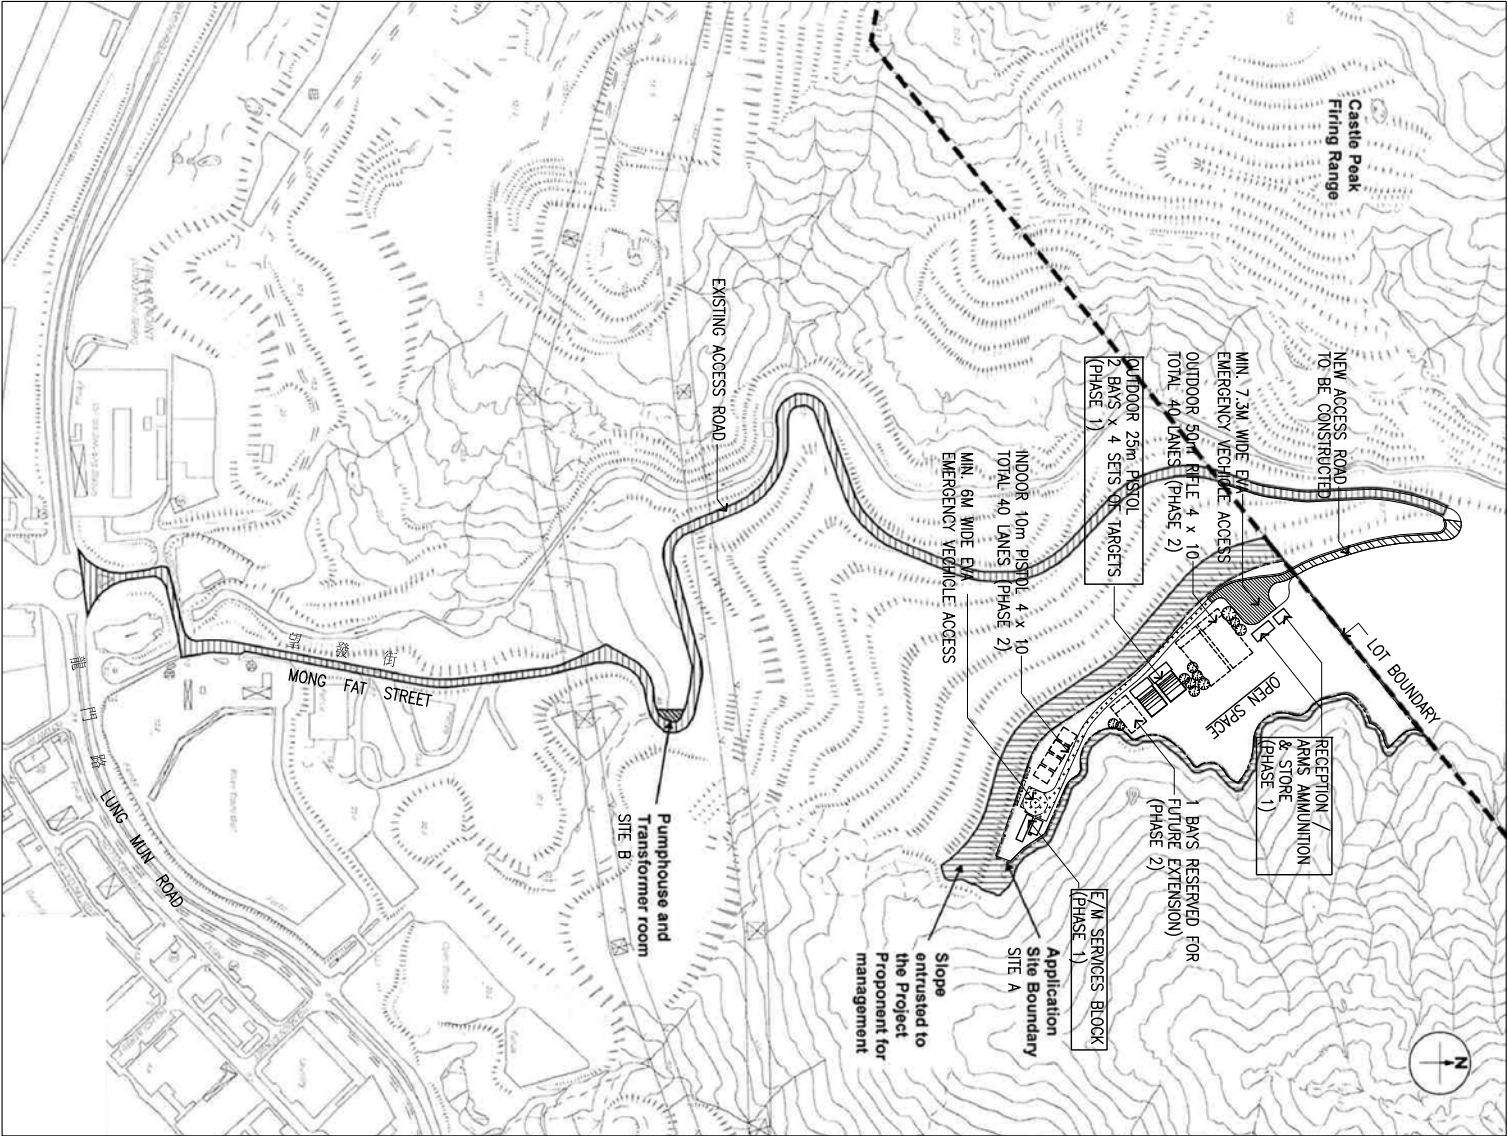 Castle Peak
Firing Range
NEW ACCESS ROAD
TO BE CONSTRUCTED
MIN. 7.3M WIDE EVA
EMERGENCY VECHICLE ACCESS
OUTDOOR 50m RIFLE 4 x 10
TOTAL 40 LANES (PHASE 2)
OUTDOOR 25m PISTOL
2 BAYS x 4 SETS OF TARGETS
(PHASE 1)
INDOOR 10m PISTOL 4 x 10
TOTAL 40 LANES (PHASE 2)
MIN. 6M WIDE EVA
EMERGENCY VECHICLE ACCESS
EXISTING ACCESS ROAD
LOT BOUNDARY
OPEN SPACE
RECEPTION /
ARMS AMMUNITION
& STORE
(PHASE 1)
1 BAYS RESERVED FOR
FUTURE EXTENSION)
(PHASE 2)
E/M SERVICES BLOCK
(PHASE 1)
Application
Site Boundary
SITE A
Slope
entrusted to
the Project
Proponent for
management
Pumphouse and
Transformer room
SITE B
望發街
MONG FAT STREET
龍門路
LUNG MUN ROAD
N